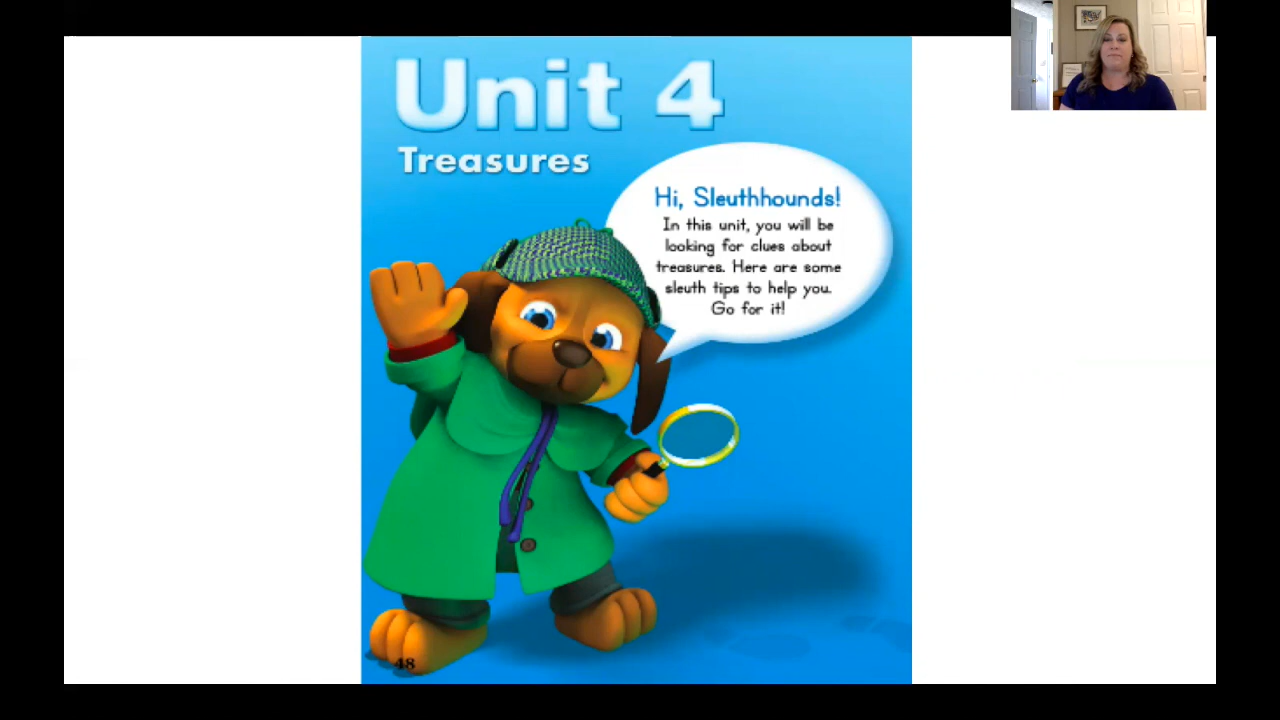 Unit 4
Treasures
Hi, Sleuthhounds!
In this unit, you will be
looking for clues about
treasures. Here are some
sleuth tips to help you.
Go for it!
48